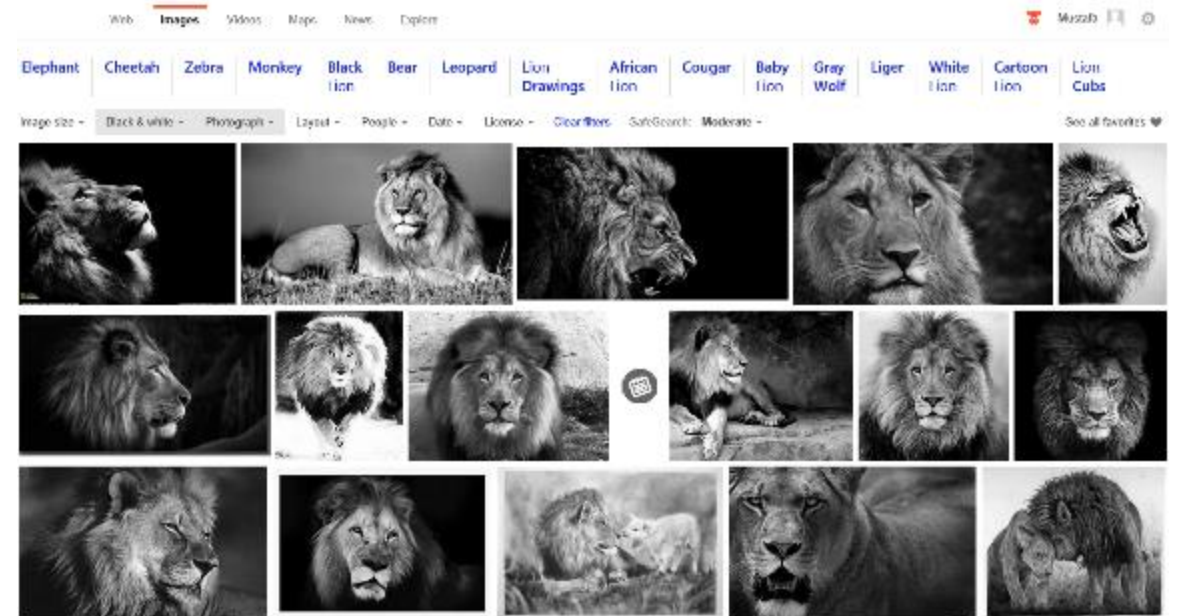 Web Images Videos Maps News Explore
Elephant Cheetah Zebra Monkey Black Lion Bear Leopard Lion Drawings African Lion Cougar Baby Lion Gray Wolf Liger White Lion Cartoon Lion Lion Cubs
Image size Black & white Photograph Layout People Date License Clear filters SafeSearch: Moderate See all favorites